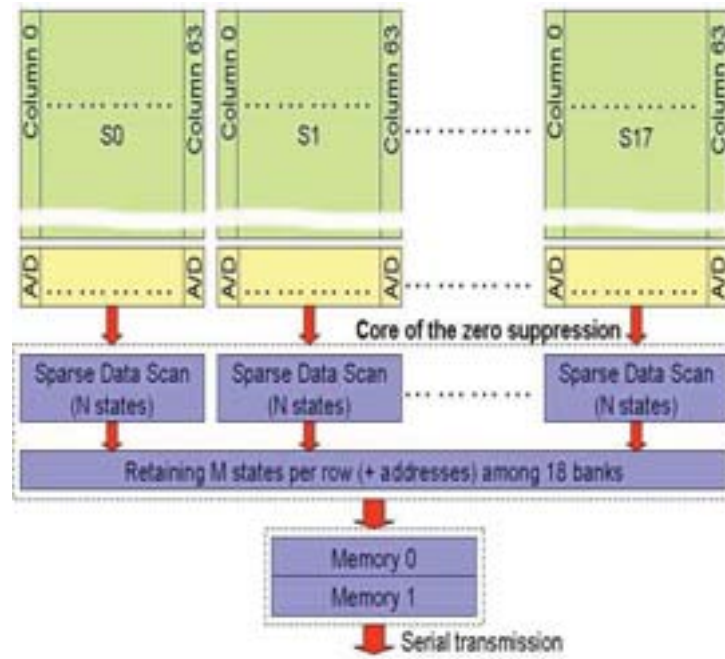 Column 0 Column 63 Column 0 Column 63 Column 0 Column 63
S0 S1 S17
A/D A/D A/D A/D A/D A/D
Core of the zero suppression
Sparse Data Scan Sparse Data Scan Sparse Data Scan
(N states) (N states) (N states)
Retaining M states per row (+ addresses) among 18 banks
Memory 0
Memory 1
Serial transmission